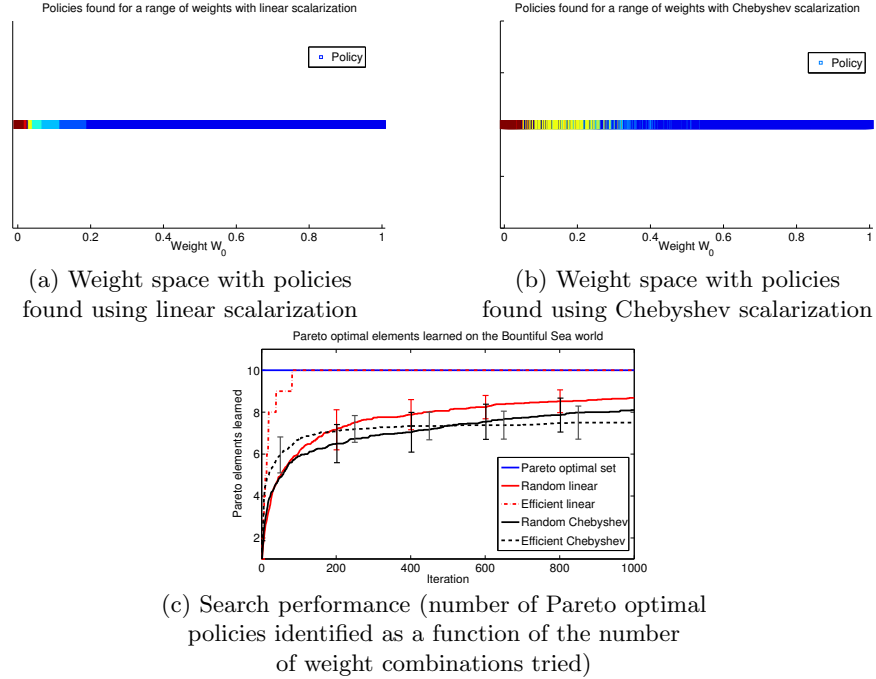 Policies found for a range of weights with linear scalarization
Policy
0 0.2 0.4 0.6 0.8 1
Weight W0
(a) Weight space with policies
found using linear scalarization
Policies found for a range of weights with Chebyshev scalarization
Policy
0 0.2 0.4 0.6 0.8 1
Weight W0
(b) Weight space with policies
found using Chebyshev scalarization
Pareto optimal elements learned on the Bountiful Sea world
Pareto elements learned
10
8
6
4
2
Pareto optimal set
Random linear
Efficient linear
Random Chebyshev
Efficient Chebyshev
0 200 400 600 800 1000
Iteration
(c) Search performance (number of Pareto optimal
policies identified as a function of the number
of weight combinations tried)